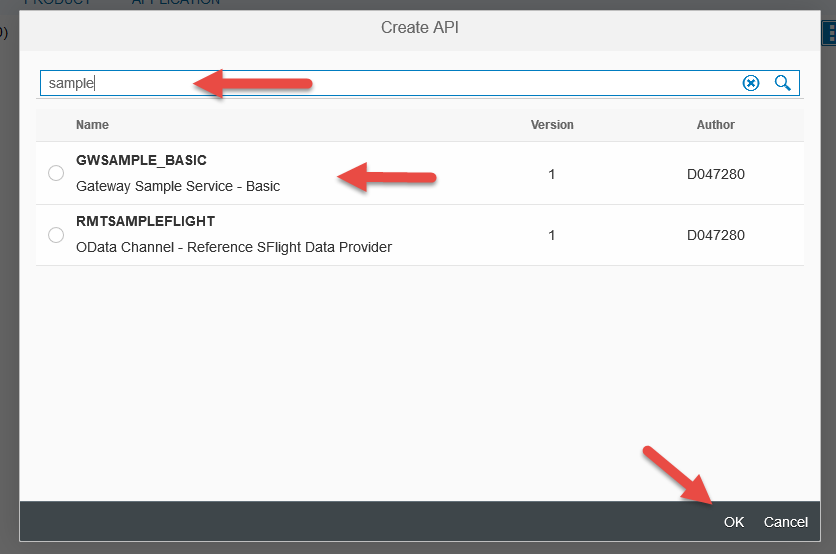 PRODUCT APPLICATION
0)
Create API
sample
Name Version Author
GWSAMPLE_BASIC
Gateway Sample Service - Basic
1 D047280
RMTSAMPLEFLIGHT
OData Channel - Reference SFlight Data Provider
1 D047280
OK Cancel